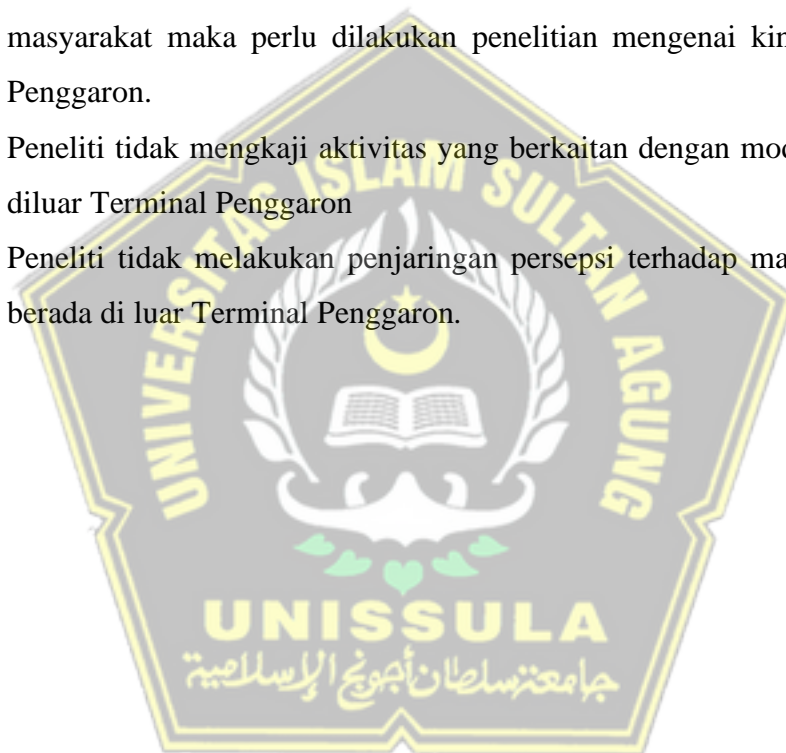 masyarakat maka perlu dilakukan penelitian mengenai kin
Penggaron.
Peneliti tidak mengkaji aktivitas yang berkaitan dengan mod
diluar Terminal Penggaron
Peneliti tidak melakukan penjaringan persepsi terhadap ma
berada di luar Terminal Penggaron.
UNIVERSITAS ISLAM SULTAN AGUNG
UNISSULA
جامعنسلطان أجونج الإسلامية